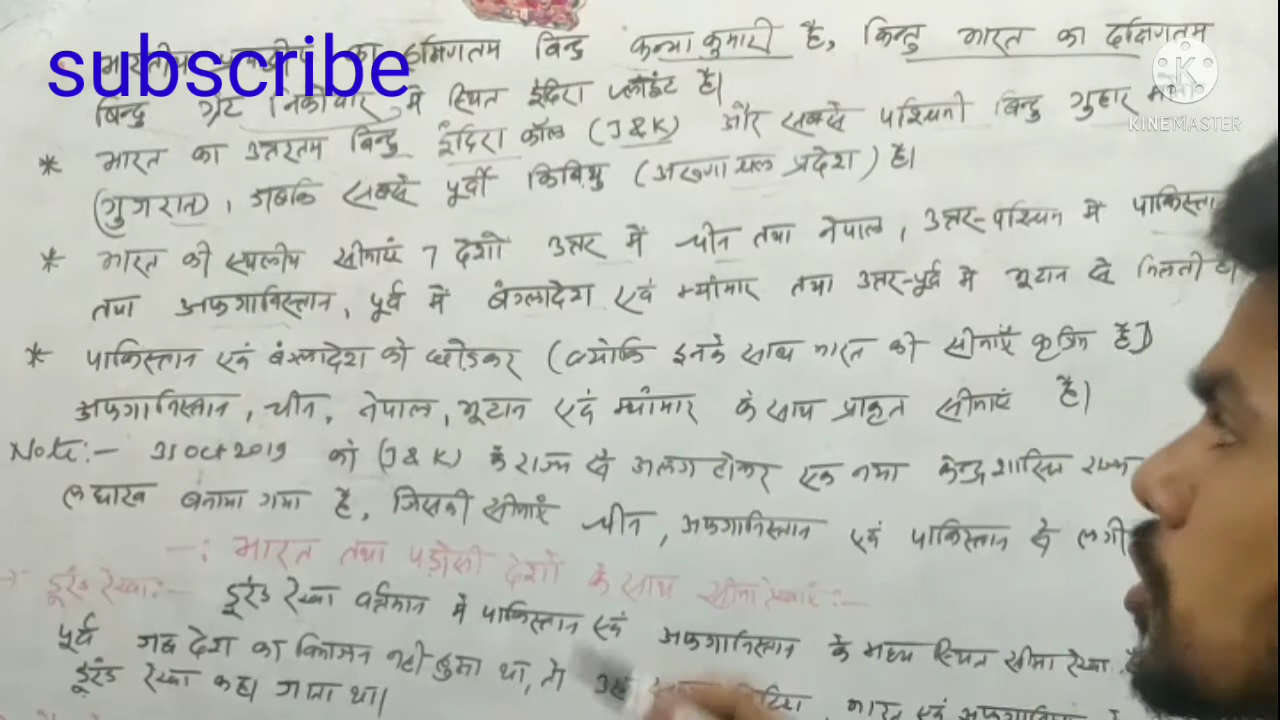 subscribe
का दक्षिणतम बिन्दु कन्या कुमारी है, किन्तु भारत का दक्षिणतम
KINEMASTER
बिन्दु ग्रेट निकोबार में स्थित इंदिरा प्वाइंट है।
* भारत का उत्तरतम बिन्दु इंदिरा कॉल (J&K) और सबसे पश्चिमी बिन्दु गुहार
(गुजरात), जबकि सबसे पूर्वी किबिथु (अरुणाचल प्रदेश) है।
* भारत की स्थलीय सीमाएं 7 देशो उत्तर में चीन तथा नेपाल, उत्तर-पश्चिम में
तथा अफगानिस्तान, पूर्व में बंग्लादेश एवं म्यांमार तथा उत्तर-पूर्व में भूटान से मिलती
* पाकिस्तान एवं बंग्लादेश को छोड़कर (क्योंकि इनके साथ भारत की सीमाएँ है)
अफगानिस्तान, चीन, नेपाल, भूटान एवं म्यांमार के साथ प्राकृत सीमाएं है।
Note:- 31 Oct 2019 को (J&K) के राज्य से अलग होकर एक नया राज्य
बनाया गया है, जिसकी सीमाएं चीन, अफगानिस्तान एवं पाकिस्तान से लगी
-: भारत तथा पड़ोसी देशों के साथ सीमा रेखाएं:-
डूरंड रेखा:- डूरंड रेखा वर्तमान में पाकिस्तान एवं अफगानिस्तान के मध्य स्थित सीमा रेखा
पूर्व जब देश का विभाजन नही हुआ था, तो भारत एवं
डूरंड रेखा कहा जाता था।